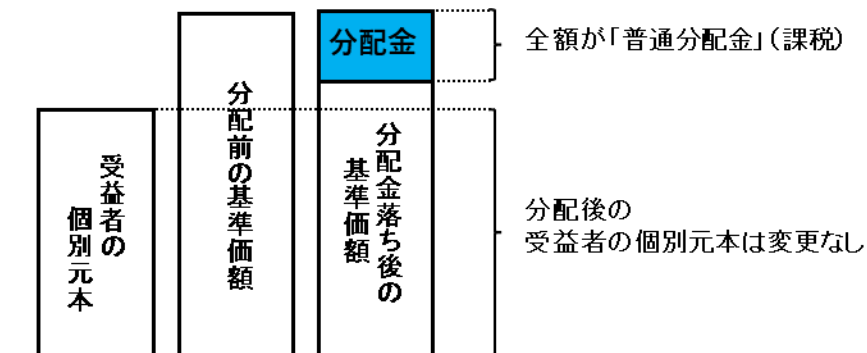 分配金
全額が「普通分配金」（課税）
受益者の
個別元本
分配前の基準価額
分配金落ち後の
基準価額
分配後の
受益者の個別元本は変更なし